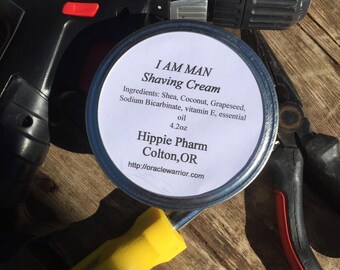 I AM MAN
Shaving Cream
Ingredients: Shea, Coconut, Grapeseed,
Sodium Bicarbinate, vitamin E, essential
oil
4.2oz
Hippie Pharm
Colton,OR
http://oraclewarrior.com